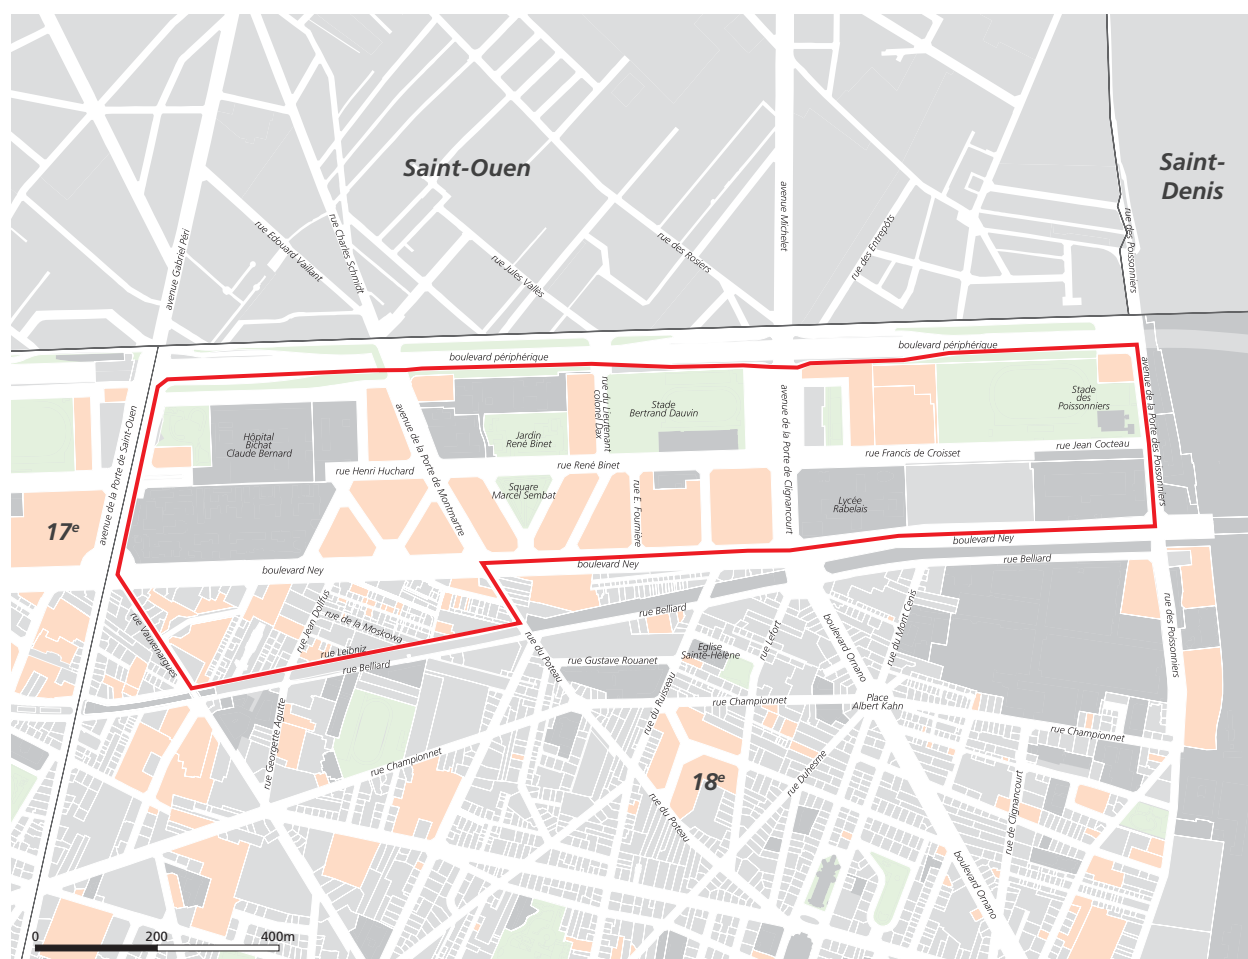 Saint-Ouen
Saint-
Denis
avenue Gabriel Péri
rue Edouard Vaillant
rue Charles Schmidt
rue Jules Vallès
rue des Rosiers
avenue Michelet
rue des Entrepôts
rue des Poissonniers
boulevard périphérique
boulevard périphérique
avenue de la Porte de Saint-Ouen
Hôpital
Bichat
Claude Bernard
avenue de la Porte de Montmartre
rue du Lieutenant
colonel Dax
Stade
Bertrand Dauvin
Jardin
René Binet
avenue de la Porte de Clignancourt
Stade
des
Poissonniers
avenue de la Porte des Poissonniers
rue Jean Cocteau
rue Francis de Croisset
rue Henri Huchard
rue René Binet
Square
Marcel Sembat
rue E. Fournière
Lycée
Rabelais
17e
boulevard Ney
boulevard Ney
boulevard Ney
rue Belliard
rue Vauvenargues
rue Jean Dollfus
rue de la Moskowa
rue Leibniz
rue Belliard
rue Belliard
rue du Poteau
rue Gustave Rouanet
Eglise
Sainte-Hélène
rue Lefort
boulevard Ornano
rue du Mont Cenis
rue des Poissonniers
rue Georgette Agutte
rue Championnet
rue du Ruisseau
rue Championnet
Place
Albert Kahn
rue Championnet
18e
rue Duhesme
rue du Poteau
rue de Clignancourt
boulevard Ornano
0 200 400m